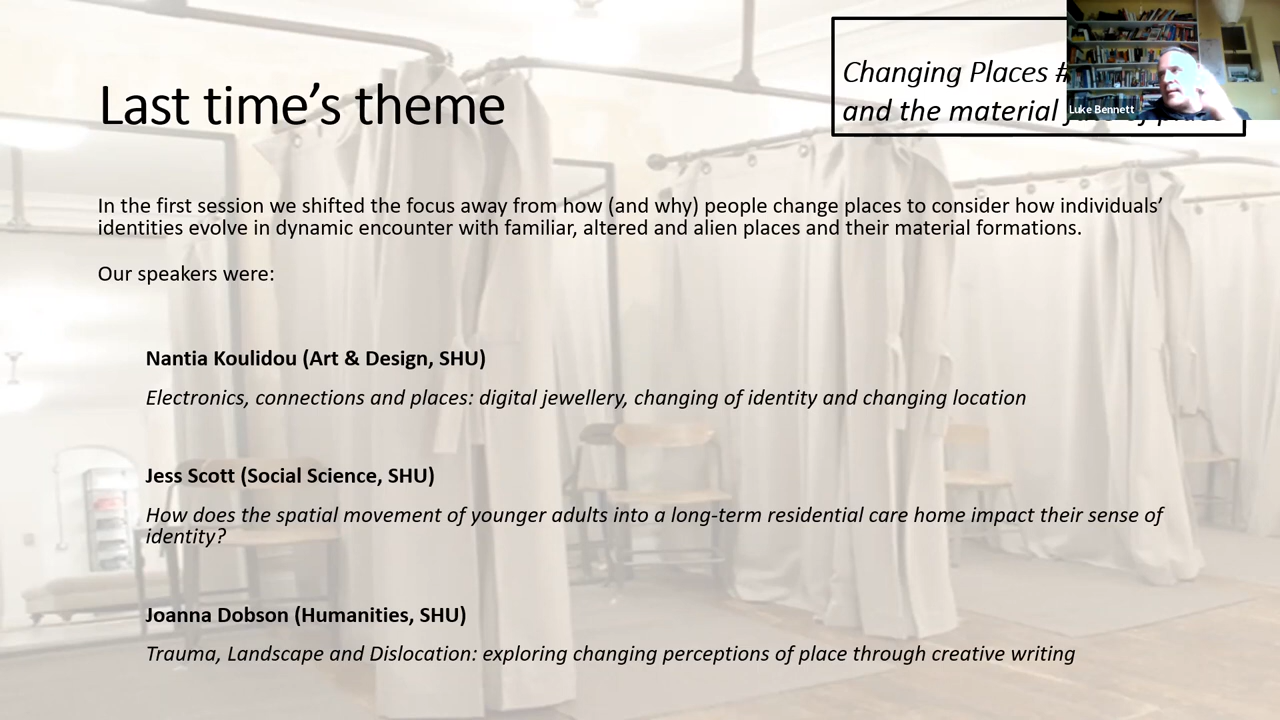 Last time’s theme
Changing Places #
and the material
Luke Bennett
In the first session we shifted the focus away from how (and why) people change places to consider how individuals’
identities evolve in dynamic encounter with familiar, altered and alien places and their material formations.
Our speakers were:
Nantia Koulidou (Art & Design, SHU)
Electronics, connections and places: digital jewellery, changing of identity and changing location
Jess Scott (Social Science, SHU)
How does the spatial movement of younger adults into a long-term residential care home impact their sense of
identity?
Joanna Dobson (Humanities, SHU)
Trauma, Landscape and Dislocation: exploring changing perceptions of place through creative writing